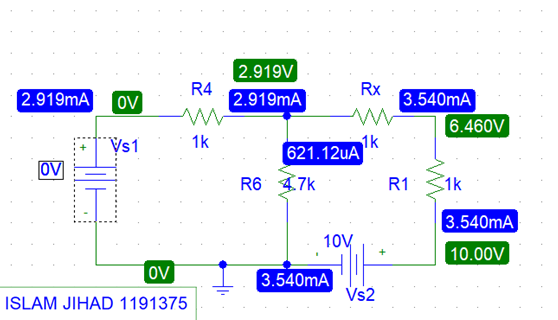 2.919V
R4
Rx
2.919mA
0V
2.919mA
3.540mA
1k
1k
6.460V
Vs1
+
621.12uA
0V
R6
4.7k
R1
1k
-
3.540mA
10V
+
10.00V
0V
3.540mA
Vs2
ISLAM JIHAD 1191375